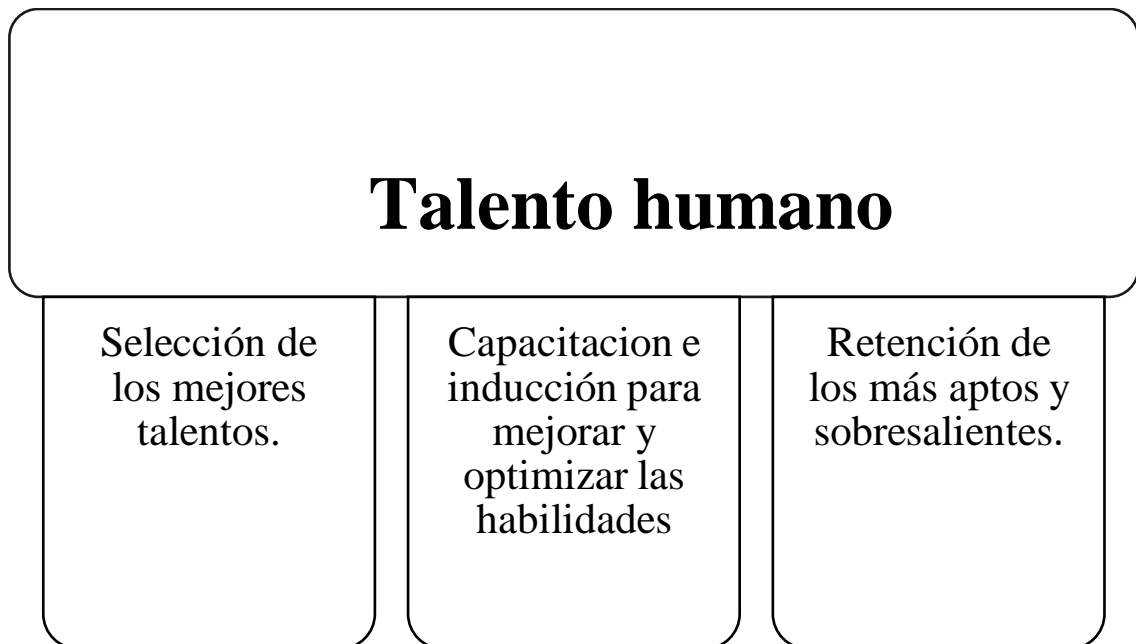 Talento humano
Selección de
los mejores
talentos.
Capacitacion e
inducción para
mejorar y
optimizar las
habilidades
Retención de
los más aptos y
sobresalientes.